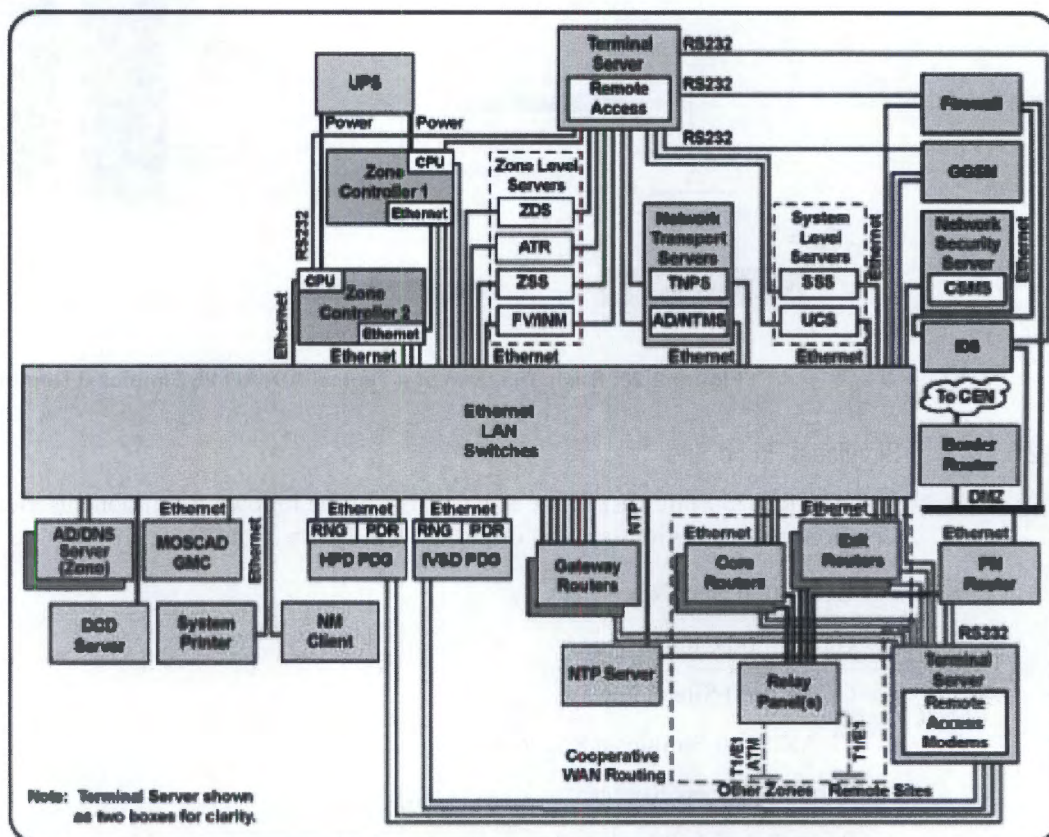 Terminal
Server
Remote
Access
RS232
RS232
RS232
UPS
Power
Power
Firewall
GGSN
CPU
Zone
Controller 1
Ethernet
Zone Level
Servers
ZDS
ATR
ZSS
FV/INM
Network
Transport
Servers
TNPS
AD/NTMS
System
Level
Servers
SSS
UCS
Ethernet
Network
Security
Server
CSMS
Ethernet
RS232
CPU
Zone
Controller 2
Ethernet
Ethernet
Ethernet
Ethernet
Ethernet
Ethernet
IDS
To CEN
Border
Router
DMZ
Ethernet
LAN
Switches
AD/DNS
Server
(Zone)
Ethernet
MOSCAD
GMC
Ethernet
Ethernet
RNG
PDR
HPD PDG
Ethernet
RNG
PDR
IV&D PDG
Gateway
Routers
NTP
Ethernet
Core
Routers
Ethernet
Exit
Routers
Ethernet
PN
Router
DCD
Server
System
Printer
NM
Client
NTP Server
Relay
Panel(s)
RS232
Terminal
Server
Remote
Access
Modems
T1/E1
ATM
T1/E1
Cooperative
WAN Routing
Other Zones
Remote Sites
Note: Terminal Server shown
as two boxes for clarity.